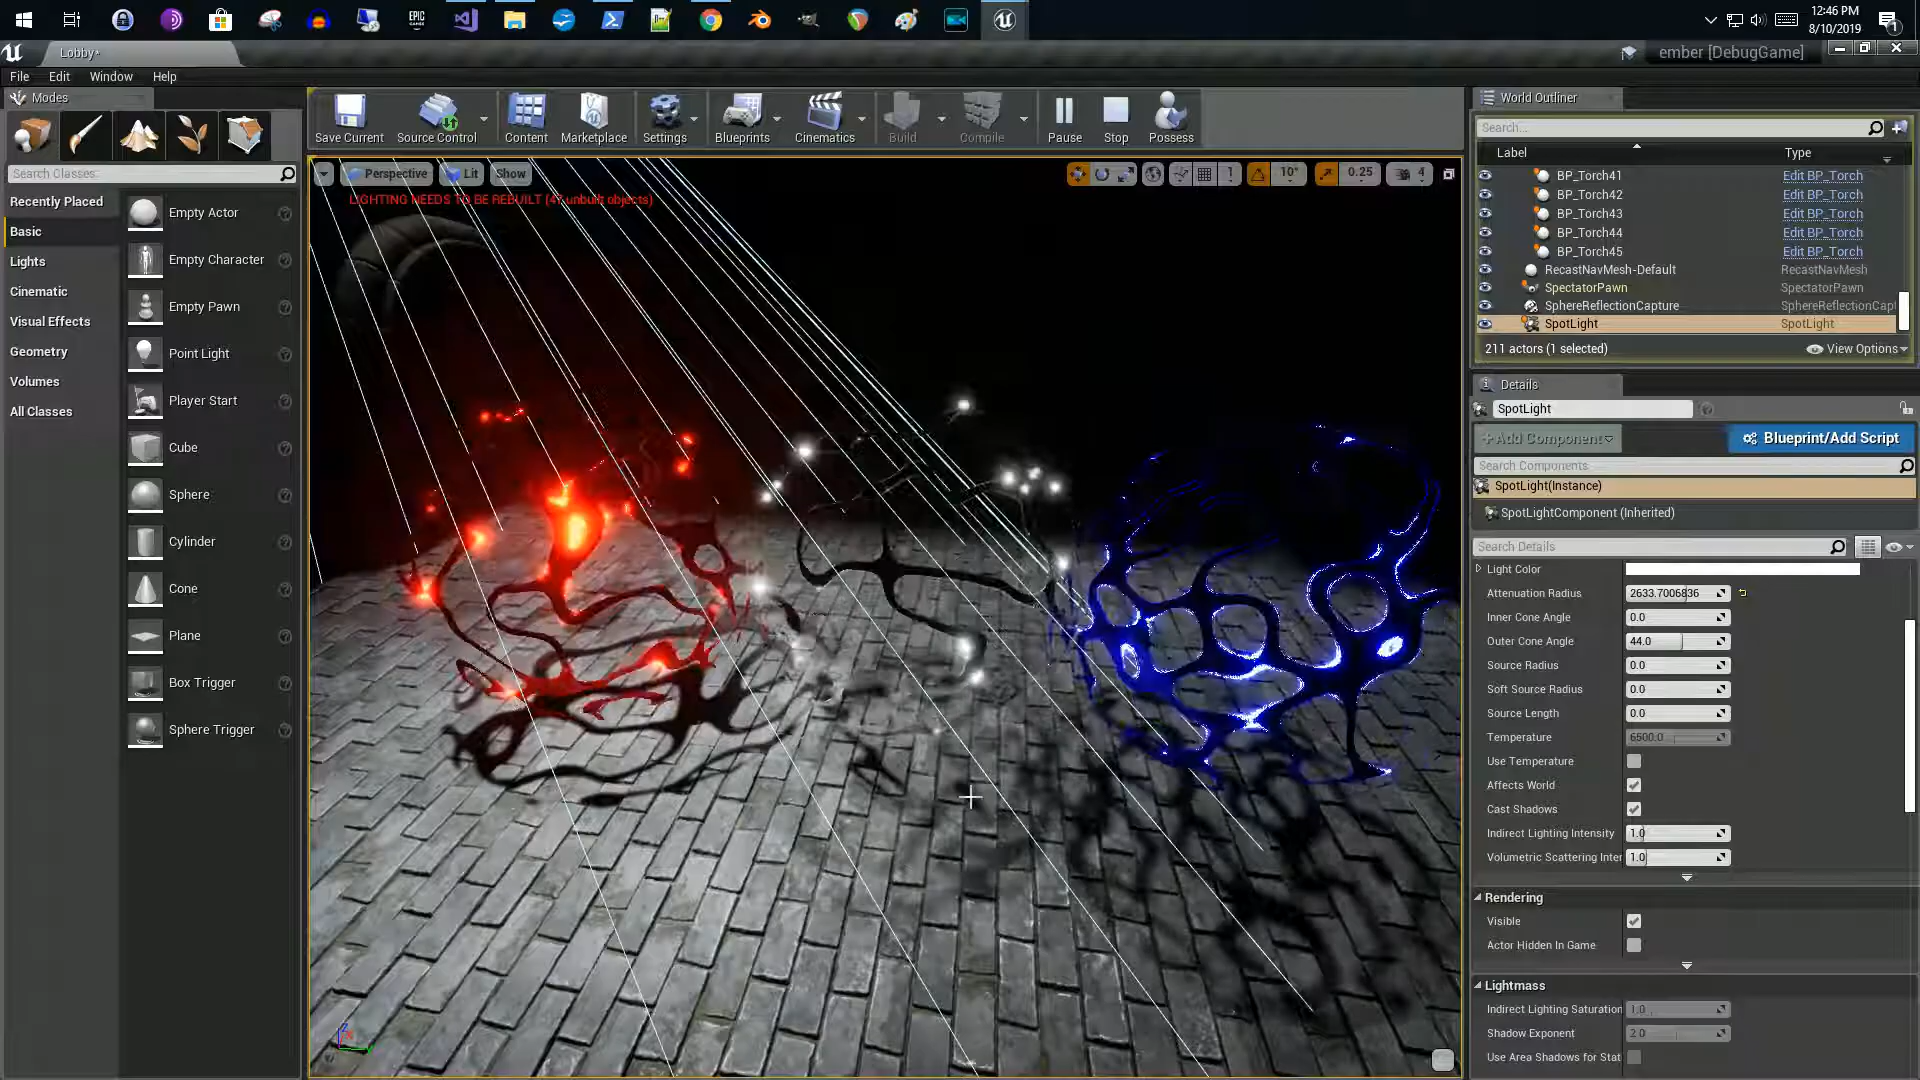 12:46 PM
8/10/2019
1
Lobby*
ember [DebugGame]
File Edit Window Help
Modes
Save Current
Source Control
Content
Marketplace
Settings
Blueprints
Cinematics
Build
Compile
Pause
Stop
Possess
Search Classes
Recently Placed
Basic
Lights
Cinematic
Visual Effects
Geometry
Volumes
All Classes
Empty Actor
Empty Character
Empty Pawn
Point Light
Player Start
Cube
Sphere
Cylinder
Cone
Plane
Box Trigger
Sphere Trigger
Perspective
Lit
Show
1
10°
0.25
4
LIGHTING NEEDS TO BE REBUILT (47 unbuilt objects)
World Outliner
Search...
Label Type
BP_Torch41 Edit BP_Torch
BP_Torch42 Edit BP_Torch
BP_Torch43 Edit BP_Torch
BP_Torch44 Edit BP_Torch
BP_Torch45 Edit BP_Torch
RecastNavMesh-Default RecastNavMesh
SpectatorPawn SpectatorPawn
SphereReflectionCapture SphereReflectionCapt
SpotLight SpotLight
211 actors (1 selected) View Options
Details
SpotLight
+Add Component Blueprint/Add Script
Search Components
SpotLight(Instance)
SpotLightComponent (Inherited)
Search Details
Light Color
Attenuation Radius 2633.7006836
Inner Cone Angle 0.0
Outer Cone Angle 44.0
Source Radius 0.0
Soft Source Radius 0.0
Source Length 0.0
Temperature 6500.0
Use Temperature
Affects World
Cast Shadows
Indirect Lighting Intensity 1.0
Volumetric Scattering Inter 1.0
Rendering
Visible
Actor Hidden In Game
Lightmass
Indirect Lighting Saturation 1.0
Shadow Exponent 2.0
Use Area Shadows for Stat